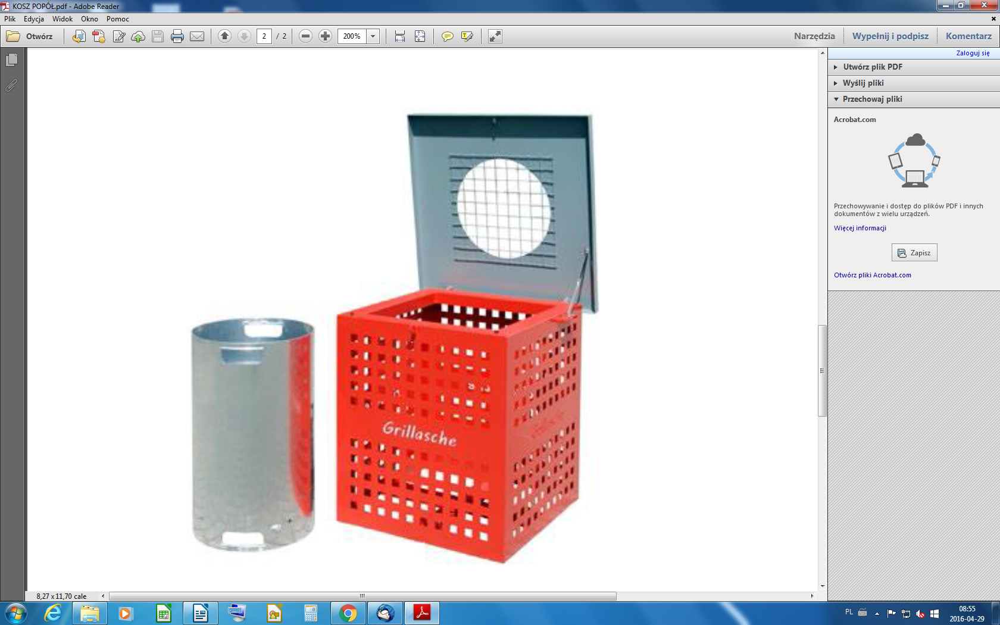 KOSZ POPÓŁ.pdf - Adobe Reader
Plik Edycja Widok Okno Pomoc
Otwórz 2 / 2 200% Narzędzia Wypełnij i podpisz Komentarz
Zaloguj się
Utwórz plik PDF
Wyślij pliki
Przechowaj pliki
Acrobat.com
Przechowywanie i dostęp do plików PDF i innych
dokumentów z wielu urządzeń.
Więcej informacji
Zapisz
Otwórz pliki Acrobat.com
Grillasche
8,27 x 11,70 cale
PL 08:55
2016-04-29